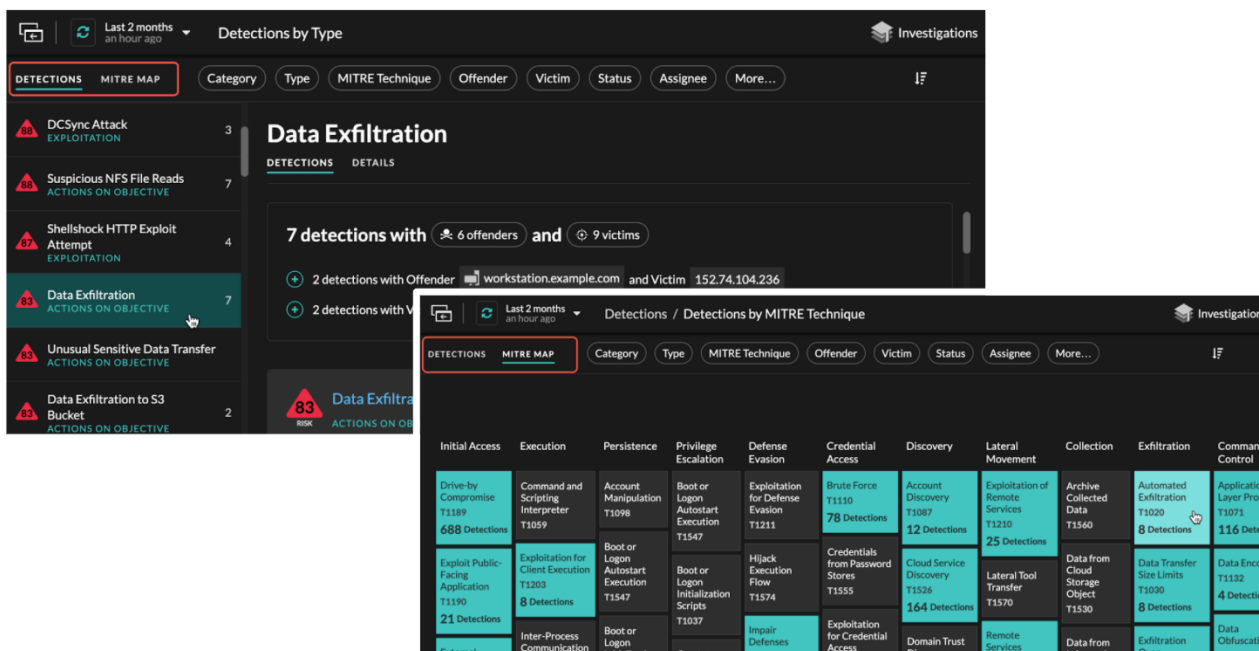 Last 2 months
an hour ago
Detections by Type
Investigations
DETECTIONS
MITRE MAP
Category
Type
MITRE Technique
Offender
Victim
Status
Assignee
More...
88
DCSync Attack
EXPLOITATION
3
88
Suspicious NFS File Reads
ACTIONS ON OBJECTIVE
7
87
Shellshock HTTP Exploit
Attempt
EXPLOITATION
4
83
Data Exfiltration
ACTIONS ON OBJECTIVE
7
83
Unusual Sensitive Data Transfer
ACTIONS ON OBJECTIVE
83
Data Exfiltration to S3
Bucket
ACTIONS ON OBJECTIVE
2
Data Exfiltration
DETECTIONS
DETAILS
7 detections with 6 offenders and 9 victims
2 detections with Offender workstation.example.com and Victim 152.74.104.236
2 detections with V
83
RISK
Data Exfiltra
ACTIONS ON OB
Last 2 months
an hour ago
Detections / Detections by MITRE Technique
Investigation
DETECTIONS
MITRE MAP
Category
Type
MITRE Technique
Offender
Victim
Status
Assignee
More...
Initial Access
Drive-by
Compromise
T1189
688 Detections
Exploit Public-
Facing
Application
T1190
21 Detections
External
Execution
Command and
Scripting
Interpreter
T1059
Exploitation for
Client Execution
T1203
8 Detections
Inter-Process
Communication
Persistence
Account
Manipulation
T1098
Boot or
Logon
Autostart
Execution
T1547
Boot or
Logon
Privilege
Escalation
Boot or
Logon
Autostart
Execution
T1547
Boot or
Logon
Initialization
Scripts
T1037
Defense
Evasion
Exploitation
for Defense
Evasion
T1211
Hijack
Execution
Flow
T1574
Impair
Defenses
Credential
Access
Brute Force
T1110
78 Detections
Credentials
from Password
Stores
T1555
Exploitation
for Credential
Access
Discovery
Account
Discovery
T1087
12 Detections
Cloud Service
Discovery
T1526
164 Detections
Domain Trust
Lateral
Movement
Exploitation of
Remote
Services
T1210
25 Detections
Lateral Tool
Transfer
T1570
Remote
Services
Collection
Archive
Collected
Data
T1560
Data from
Cloud
Storage
Object
T1530
Data from
Exfiltration
Automated
Exfiltration
T1020
8 Detections
Data Transfer
Size Limits
T1030
8 Detections
Exfiltration
Comman
Control
Applicatio
Layer Pro
T1071
116 Dete
Data Enco
T1132
4 Detecti
Data
Obfuscati